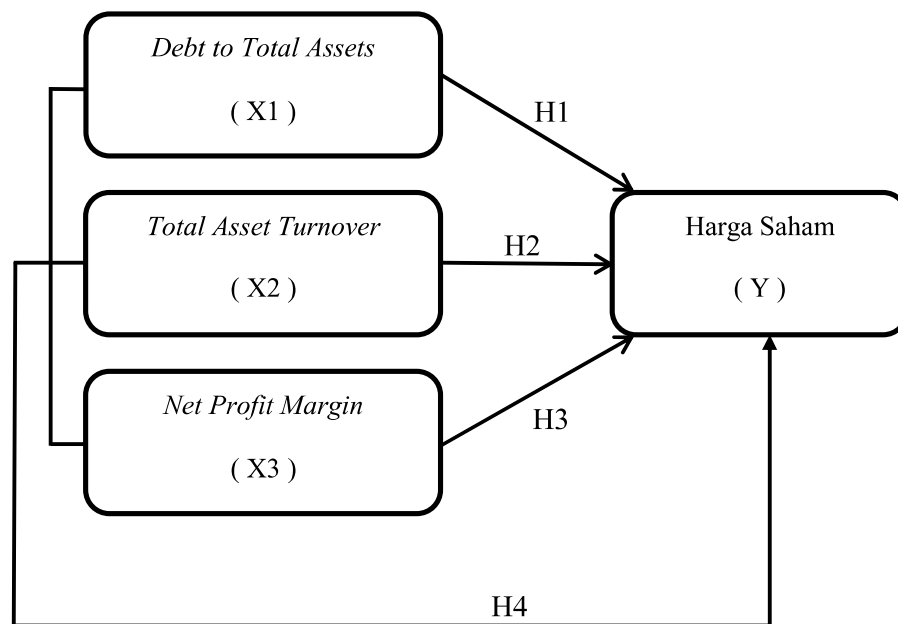 Debt to Total Assets
( X1 )
H1
Total Asset Turnover
( X2 )
H2
Harga Saham
( Y )
Net Profit Margin
( X3 )
H3
H4